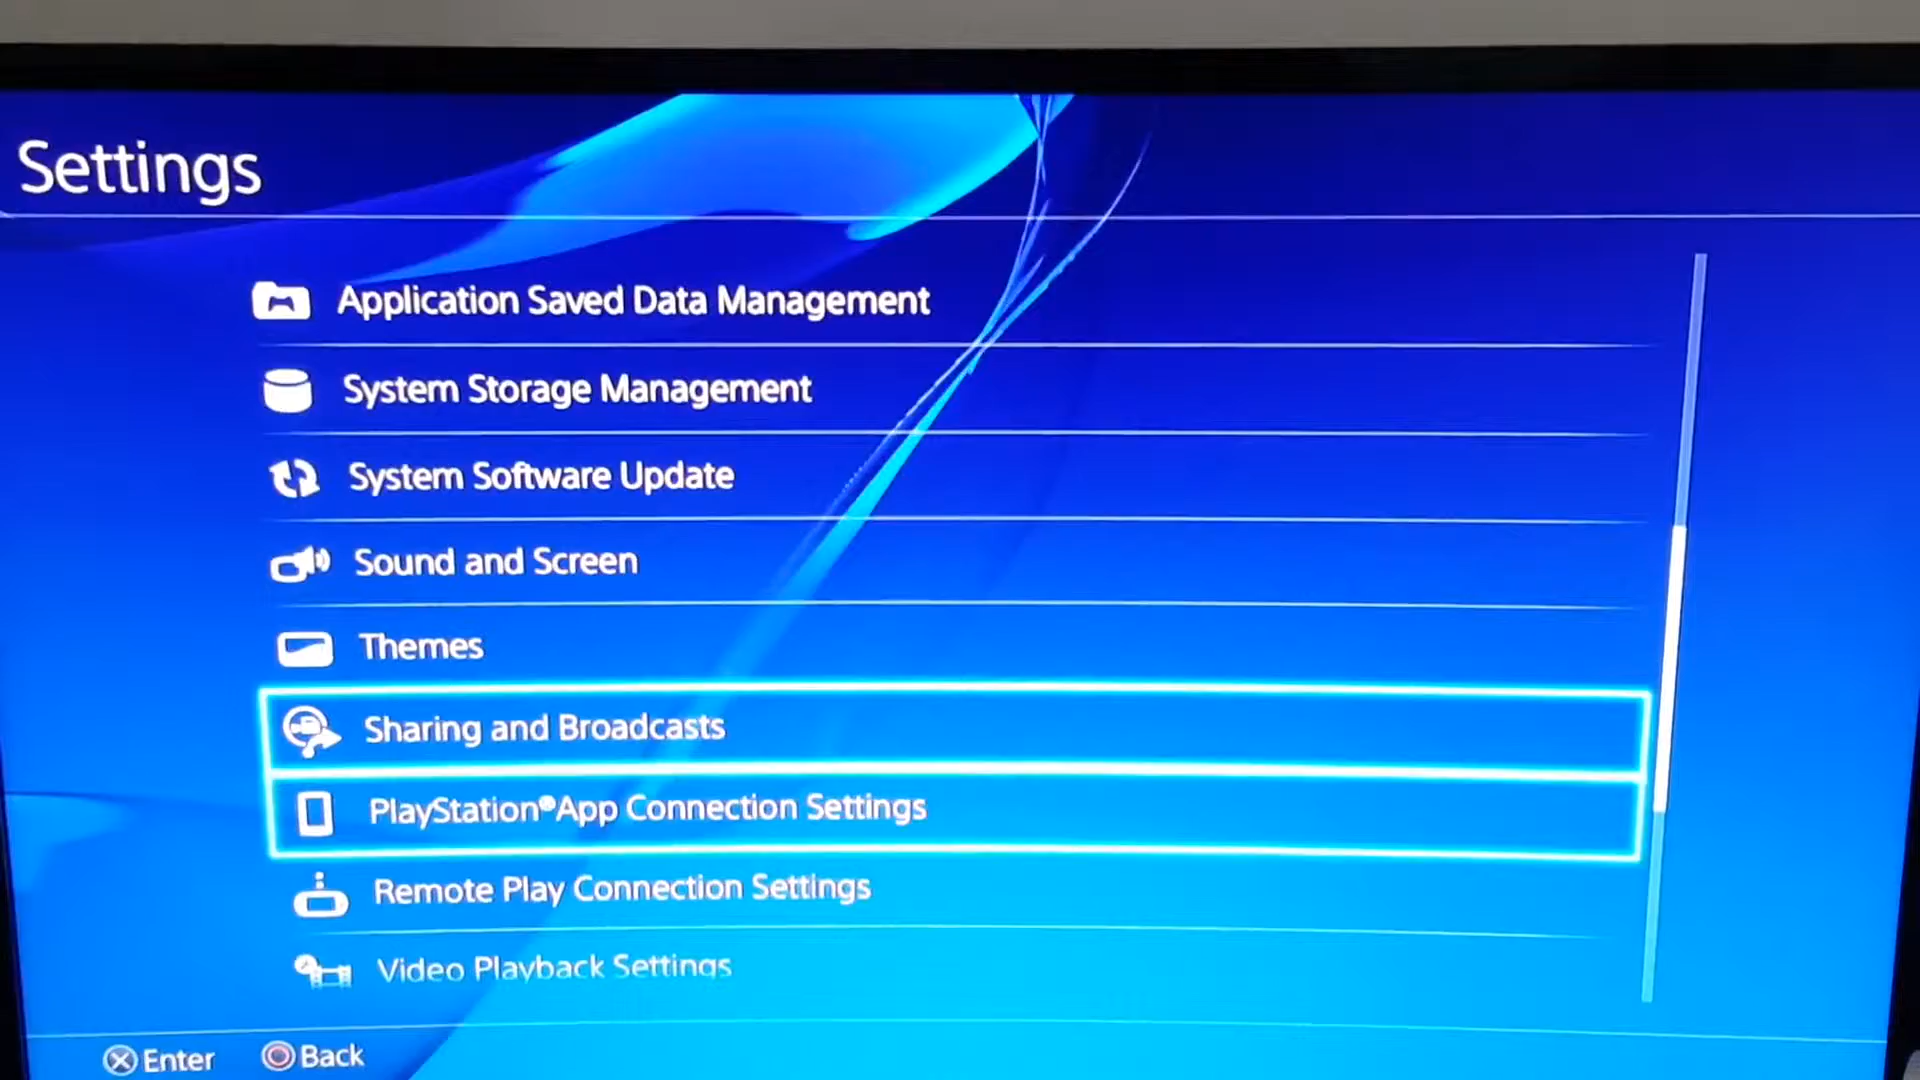 Settings
Application Saved Data Management
System Storage Management
System Software Update
Sound and Screen
Themes
Sharing and Broadcasts
PlayStation®App Connection Settings
Remote Play Connection Settings
Video Playback Settings
Enter Back